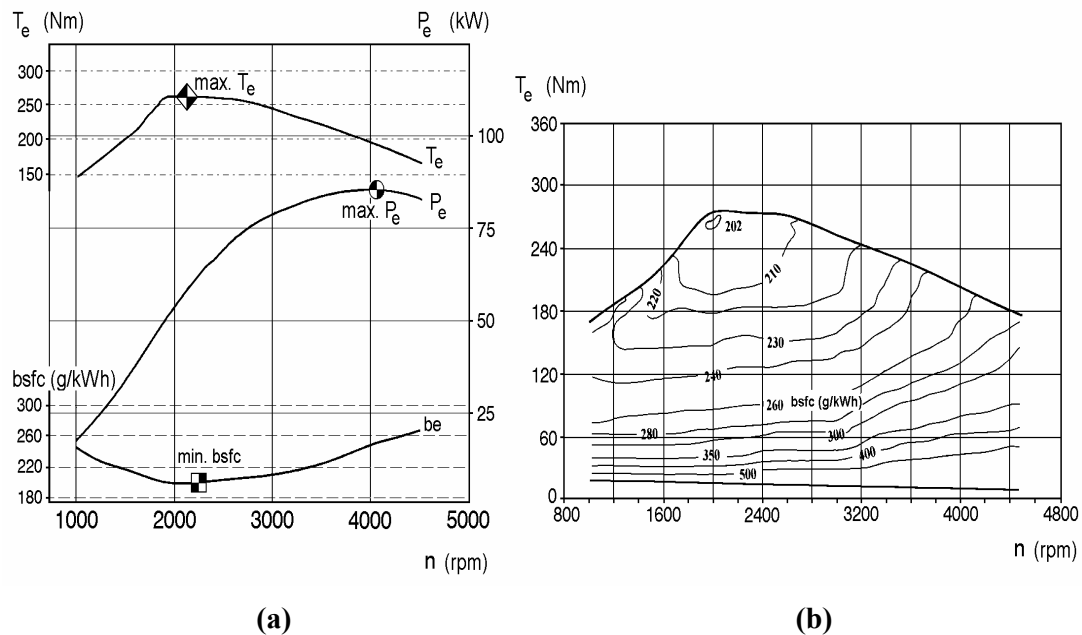 Te (Nm)
Pe (kW)
300
250
200
150
max. Te
Te
100
75
50
25
max. Pe
Pe
bsfc (g/kWh)
300
260
220
180
min. bsfc
be
1000 2000 3000 4000 5000
n (rpm)
(a)
Te (Nm)
360
300
240
180
120
60
0
202
210
220
230
240
260 bsfc (g/kWh)
280
300
350
400
500
800 1600 2400 3200 4000 4800
n (rpm)
(b)